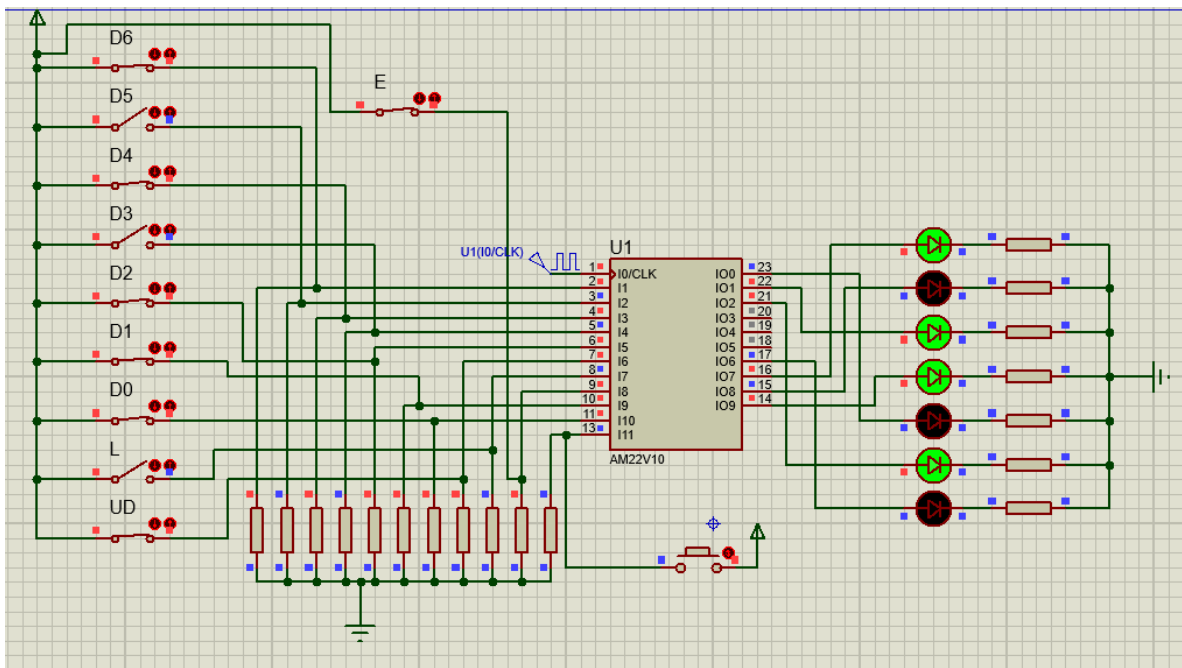 D6
D5
E
D4
D3
D2
D1
D0
L
UD
U1(I0/CLK)
U1
1
2
3
4
5
6
7
8
9
10
11
13
I0/CLK
I1
I2
I3
I4
I5
I6
I7
I8
I9
I10
I11
IO0
IO1
IO2
IO3
IO4
IO5
IO6
IO7
IO8
IO9
23
22
21
20
19
18
17
16
15
14
AM22V10